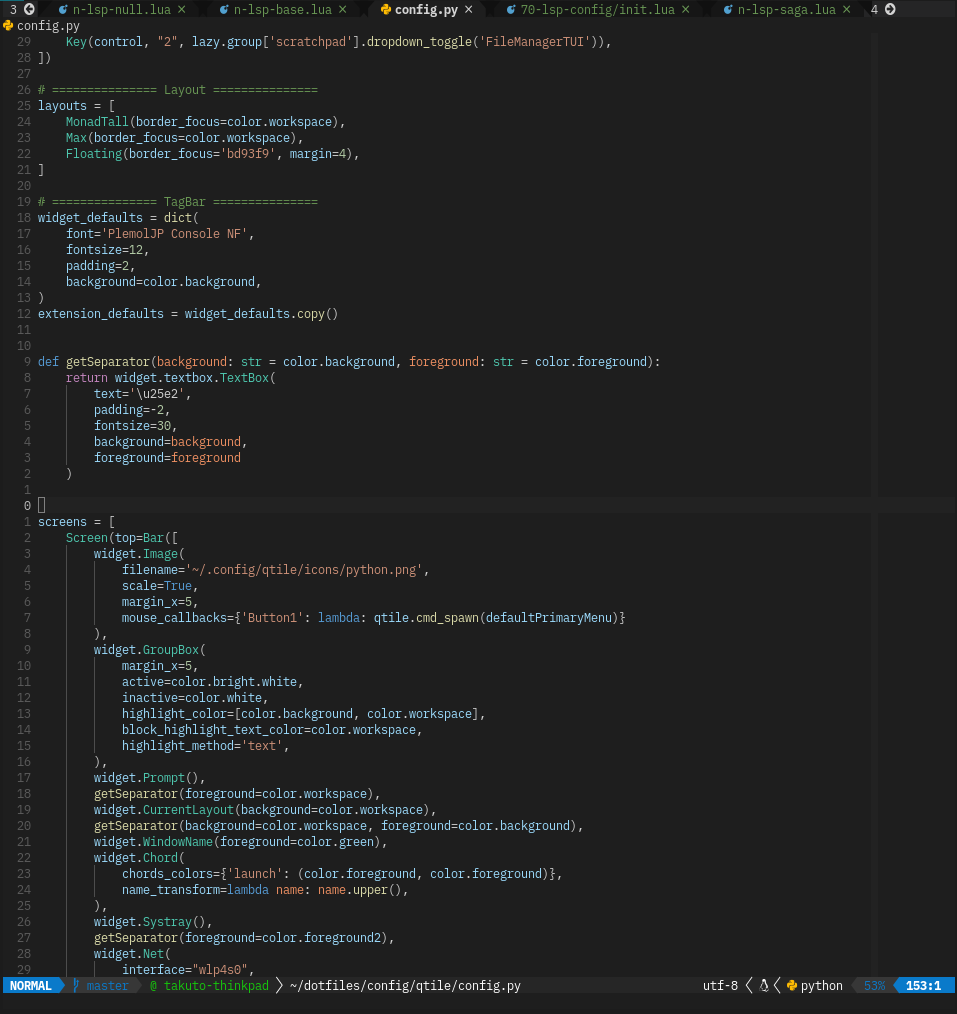 3 n-lsp-null.lua × n-lsp-base.lua × config.py × 70-lsp-config/init.lua × n-lsp-saga.lua × 4
config.py
29     Key(control, "2", lazy.group['scratchpad'].dropdown_toggle('FileManagerTUI')),
28 ])
27
26 # =============== Layout ===============
25 layouts = [
24     MonadTall(border_focus=color.workspace),
23     Max(border_focus=color.workspace),
22     Floating(border_focus='bd93f9', margin=4),
21 ]
20
19 # =============== TagBar ===============
18 widget_defaults = dict(
17     font='PlemolJP Console NF',
16     fontsize=12,
15     padding=2,
14     background=color.background,
13 )
12 extension_defaults = widget_defaults.copy()
11
10
9 def getSeparator(background: str = color.background, foreground: str = color.foreground):
8     return widget.textbox.TextBox(
7         text='\u25e2',
6         padding=-2,
5         fontsize=30,
4         background=background,
3         foreground=foreground
2     )
1
0
1 screens = [
2     Screen(top=Bar([
3         widget.Image(
4             filename='~/.config/qtile/icons/python.png',
5             scale=True,
6             margin_x=5,
7             mouse_callbacks={'Button1': lambda: qtile.cmd_spawn(defaultPrimaryMenu)}
8         ),
9         widget.GroupBox(
10             margin_x=5,
11             active=color.bright.white,
12             inactive=color.white,
13             highlight_color=[color.background, color.workspace],
14             block_highlight_text_color=color.workspace,
15             highlight_method='text',
16         ),
17         widget.Prompt(),
18         getSeparator(foreground=color.workspace),
19         widget.CurrentLayout(background=color.workspace),
20         getSeparator(background=color.workspace, foreground=color.background),
21         widget.WindowName(foreground=color.green),
22         widget.Chord(
23             chords_colors={'launch': (color.foreground, color.foreground)},
24             name_transform=lambda name: name.upper(),
25         ),
26         widget.Systray(),
27         getSeparator(foreground=color.foreground2),
28         widget.Net(
29             interface="wlp4s0",
NORMAL master @ takuto-thinkpad ~/dotfiles/config/qtile/config.py utf-8 python 53% 153:1